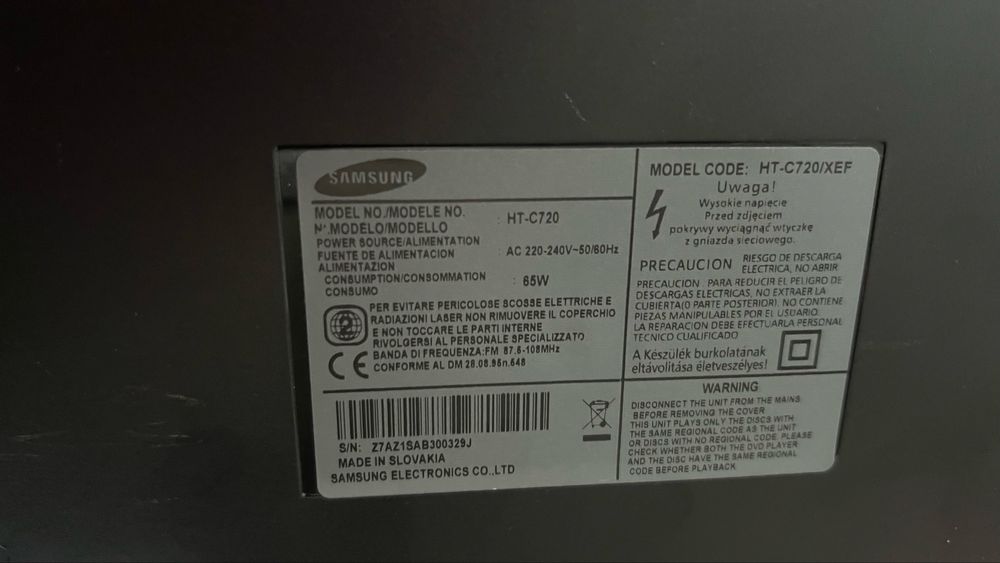 SAMSUNG
MODEL NO./MODELE NO.
N°.MODELO/MODELLO
: HT-C720
POWER SOURCE/ALIMENTATION
FUENTE DE ALIMENTACION
ALIMENTAZION
: AC 220-240V~50/60Hz
CONSUMPTION/CONSOMMATION
CONSUMO
: 65W
2
PER EVITARE PERICOLOSE SCOSSE ELETTRICHE E
RADIAZIONI LASER NON RIMUOVERE IL COPERCHIO
E NON TOCCARE LE PARTI INTERNE
RIVOLGERSI AL PERSONALE SPECIALIZZATO
BANDA DI FREQUENZA:FM 87.5-108MHz
CONFORME AL DM 28.08.95n.548
CE
S/N: Z7AZ1SAB300329J
MADE IN SLOVAKIA
SAMSUNG ELECTRONICS CO.,LTD
MODEL CODE: HT-C720/XEF
Uwaga!
Wysokie napięcie
Przed zdjęciem
pokrywy wyciągnąć wtyczkę
z gniazda sieciowego.
PRECAUCION
RIESGO DE DESCARGA
ELECTRICA, NO ABRIR
PRECAUCION : PARA REDUCIR EL PELIGRO DE
DESCARGAS ELECTRICAS, NO EXTRAER LA
CUBIERTA(O PARTE POSTERIOR). NO CONTIENE
PIEZAS MANIPULABLES POR EL USUARIO.
LA REPARACION DEBE EFECTUARLA PERSONAL
TECNICO CUALIFICADO
A Készülék burkolatának
eltávolitása életveszélyes!
WARNING
DISCONNECT THE UNIT FROM THE MAINS
BEFORE REMOVING THE COVER
THIS UNIT PLAYS ONLY THE DISCS WITH
THE SAME REGIONAL CODE AS THE UNIT
OR DISCS WITH NO REGIONAL CODE. PLEASE
CHECK WHETHER BOTH THE DVD PLAYER
AND THE DISC HAVE THE SAME REGIONAL
CODE BEFORE PLAYBACK.